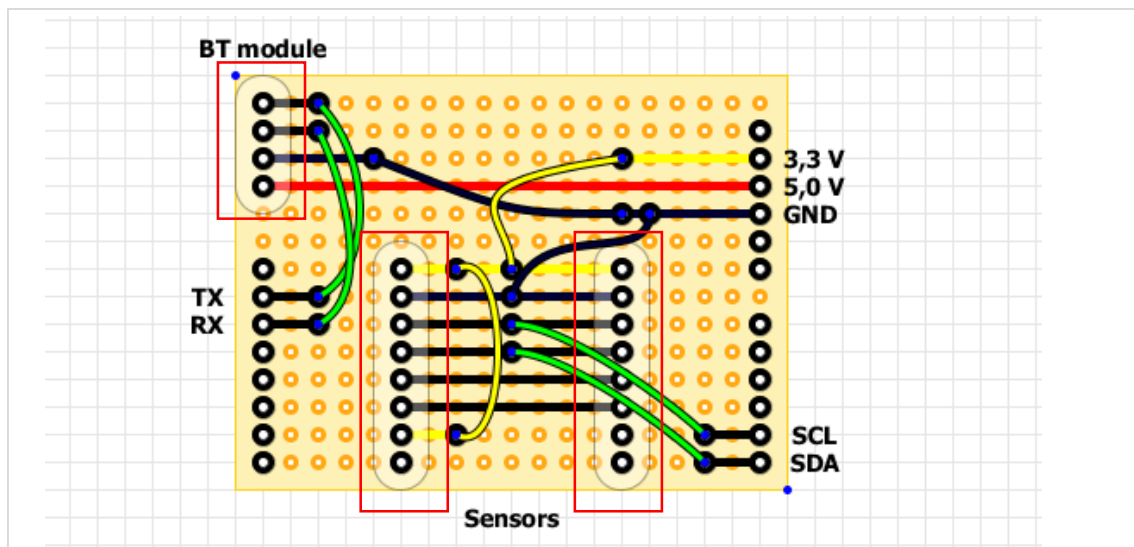 BT module
3,3 V
5,0 V
GND
TX
RX
SCL
SDA
Sensors